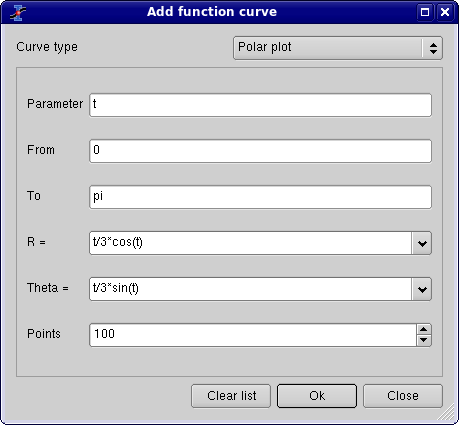 Add function curve
Curve type Polar plot
Parameter t
From 0
To pi
R = t/3*cos(t)
Theta = t/3*sin(t)
Points 100
Clear list Ok Close